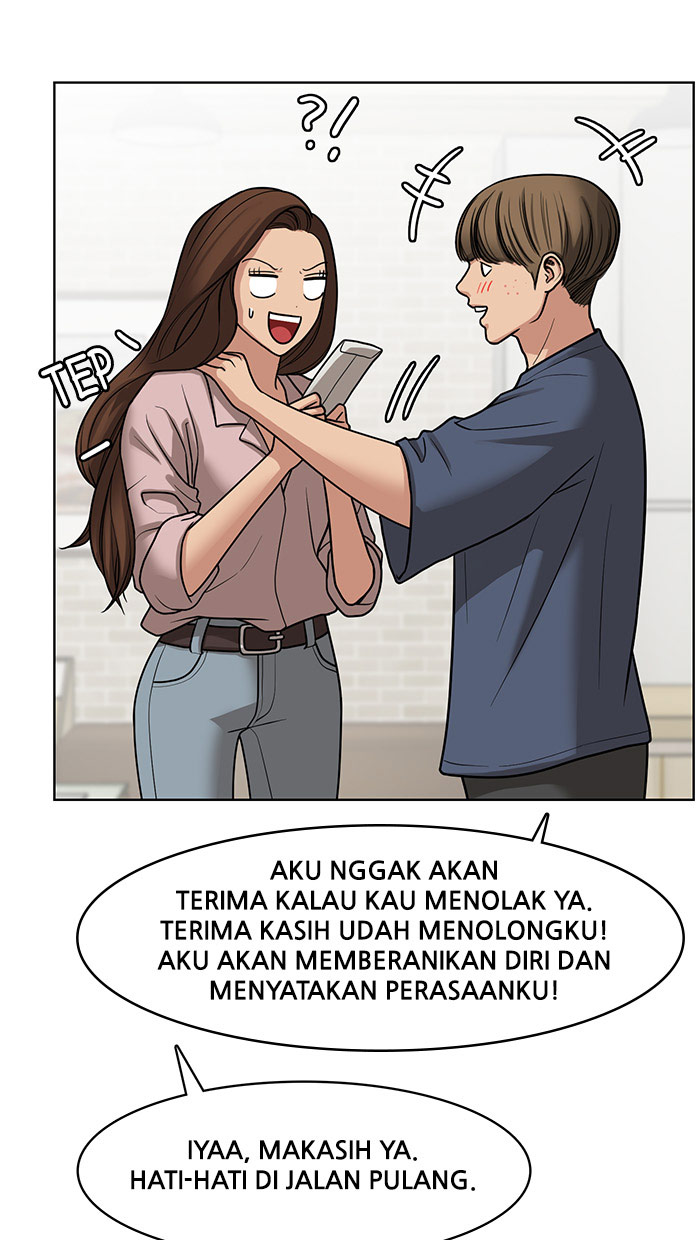 ?!
TEP
AKU NGGAK AKAN
TERIMA KALAU KAU MENOLAK YA.
TERIMA KASIH UDAH MENOLONGKU!
AKU AKAN MEMBERANIKAN DIRI DAN
MENYATAKAN PERASAANKU!
IYAA, MAKASIH YA.
HATI-HATI DI JALAN PULANG.